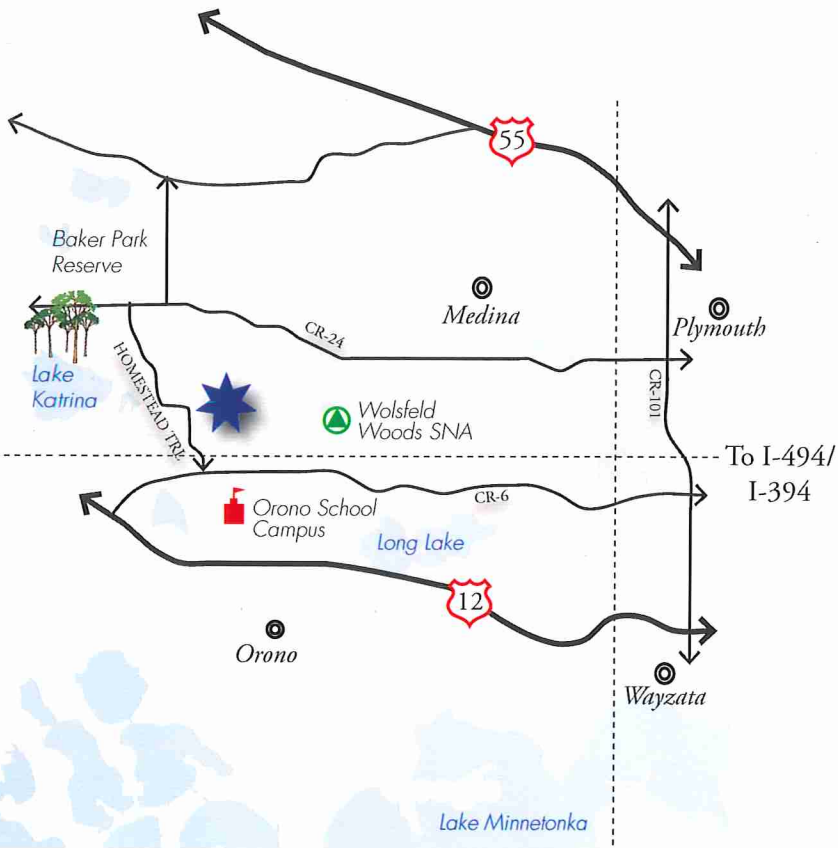 55
Baker Park
Reserve
Medina
Plymouth
CR-24
Lake
Katrina
HOMESTEAD TRL
CR-101
Wolsfeld
Woods SNA
To I-494/
I-394
CR-6
Orono School
Campus
Long Lake
12
Orono
Wayzata
Lake Minnetonka